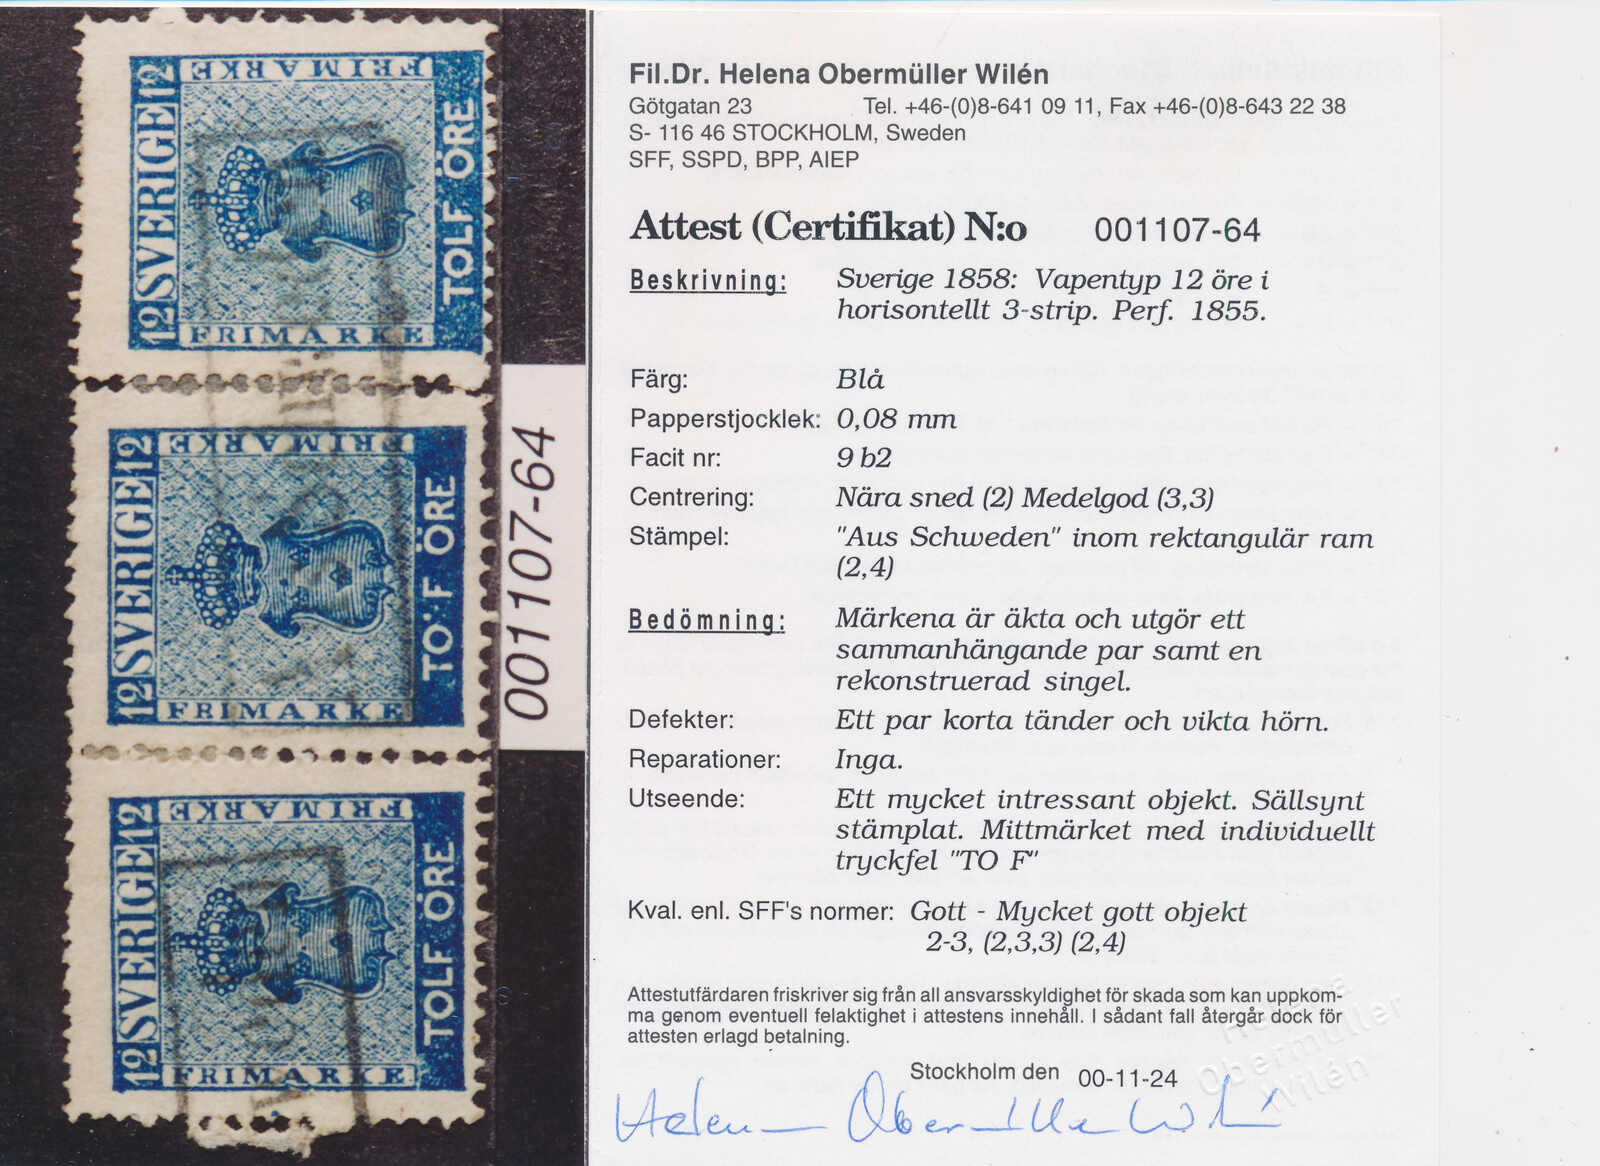 FRIMARKE
12 SVERIGE 12
TOLF ÖRE
FRIMARKE
FRIMARKE
12 SVERIGE 12
TO F ÖRE
FRIMARKE
FRIMARKE
12 SVERIGE 12
TOLF ÖRE
FRIMARKE
001107-64
Fil.Dr. Helena Obermüller Wilén
Götgatan 23 Tel. +46-(0)8-641 09 11, Fax +46-(0)8-643 22 38
S- 116 46 STOCKHOLM, Sweden
SFF, SSPD, BPP, AIEP
Attest (Certifikat) N:o 001107-64
Beskrivning: Sverige 1858: Vapentyp 12 öre i
horisontellt 3-strip. Perf. 1855.
Färg: Blå
Papperstjocklek: 0,08 mm
Facit nr: 9 b2
Centrering: Nära sned (2) Medelgod (3,3)
Stämpel: "Aus Schweden" inom rektangulär ram
(2,4)
Bedömning: Märkena är äkta och utgör ett
sammanhängande par samt en
rekonstruerad singel.
Defekter: Ett par korta tänder och vikta hörn.
Reparationer: Inga.
Utseende: Ett mycket intressant objekt. Sällsynt
stämplat. Mittmärket med individuellt
tryckfel "TO F"
Kval. enl. SFF's normer: Gott - Mycket gott objekt
2-3, (2,3,3) (2,4)
Attestutfärdaren friskriver sig från all ansvarsskyldighet för skada som kan uppkom-
ma genom eventuell felaktighet i attestens innehåll. I sådant fall återgår dock för
attesten erlagd betalning.
Stockholm den 00-11-24
Helena Obermüller Wilén
Helena
Obermüller
Wilén